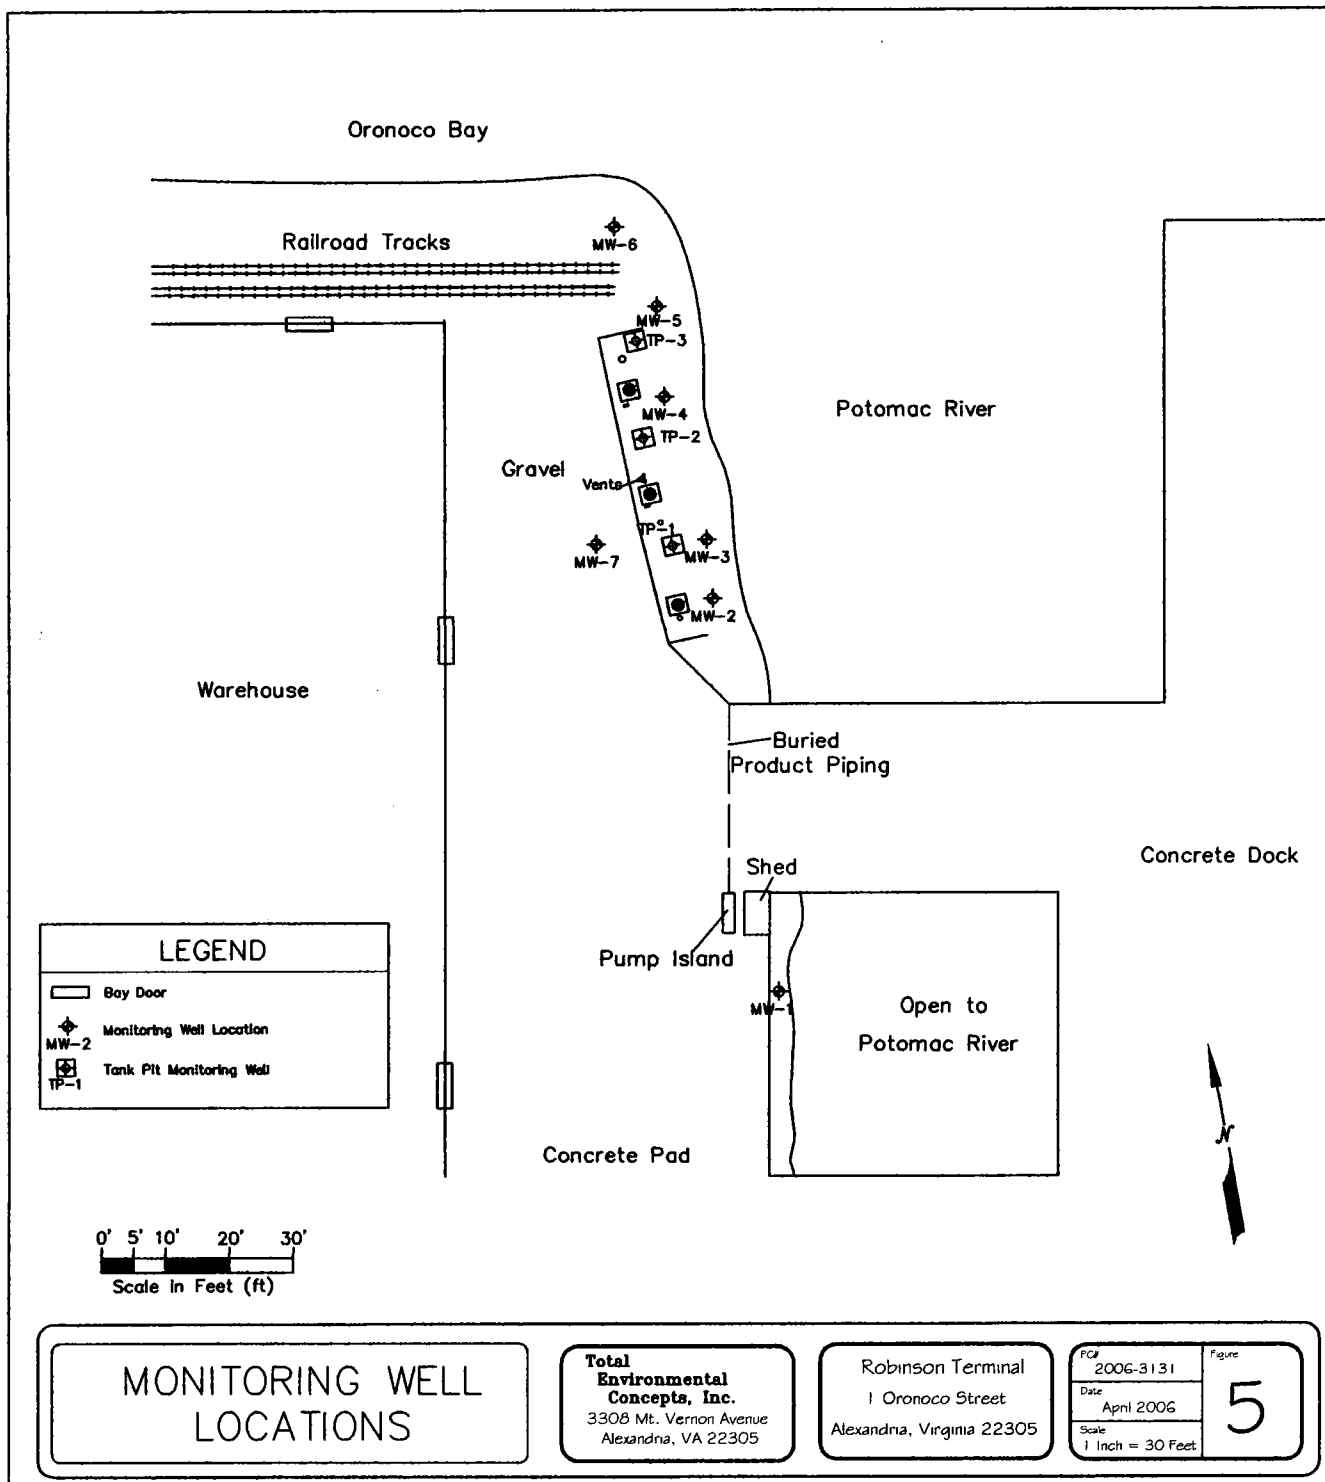 Oronoco Bay
Railroad Tracks
MW-6
MW-5
TP-3
Potomac River
MW-4
TP-2
Gravel
Vents
TP-1
MW-7
MW-3
MW-2
Warehouse
Buried
Product Piping
Concrete Dock
Shed
Pump Island
LEGEND
Bay Door
MW-2
Monitoring Well Location
TP-1
Tank Pit Monitoring Well
MW-1
Open to
Potomac River
N
Concrete Pad
0' 5' 10' 20' 30'
Scale in Feet (ft)
MONITORING WELL
LOCATIONS
Total
Environmental
Concepts, Inc.
3308 Mt. Vernon Avenue
Alexandria, VA 22305
Robinson Terminal
1 Oronoco Street
Alexandria, Virginia 22305
PC#
2006-3131
Date
April 2006
Scale
1 Inch = 30 Feet
Figure
5